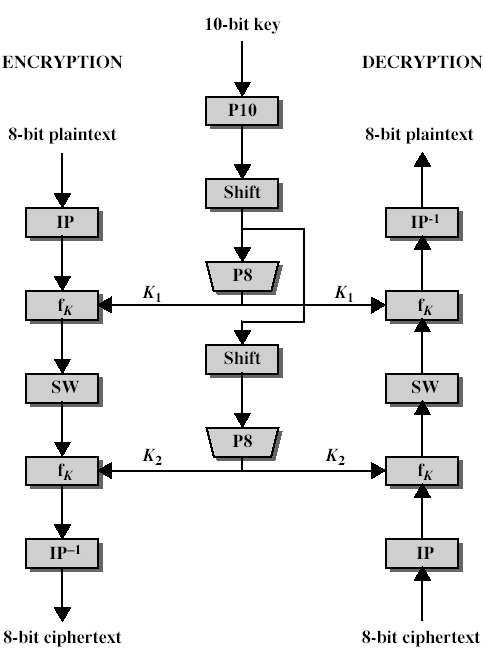 10-bit key
ENCRYPTION
DECRYPTION
P10
8-bit plaintext
8-bit plaintext
Shift
IP
IP-1
P8
K1
K1
fK
fK
Shift
SW
SW
P8
K2
K2
fK
fK
IP–1
IP
8-bit ciphertext
8-bit ciphertext